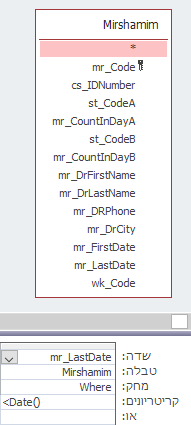 Mirshamim
*
mr_Code
cs_IDNumber
st_CodeA
mr_CountInDayA
st_CodeB
mr_CountInDayB
mr_DrFirstName
mr_DrLastName
mr_DRPhone
mr_DrCity
mr_FirstDate
mr_LastDate
wk_Code
שדה: mr_LastDate
טבלה: Mirshamim
מחק: Where
קריטריונים: <Date()
או: